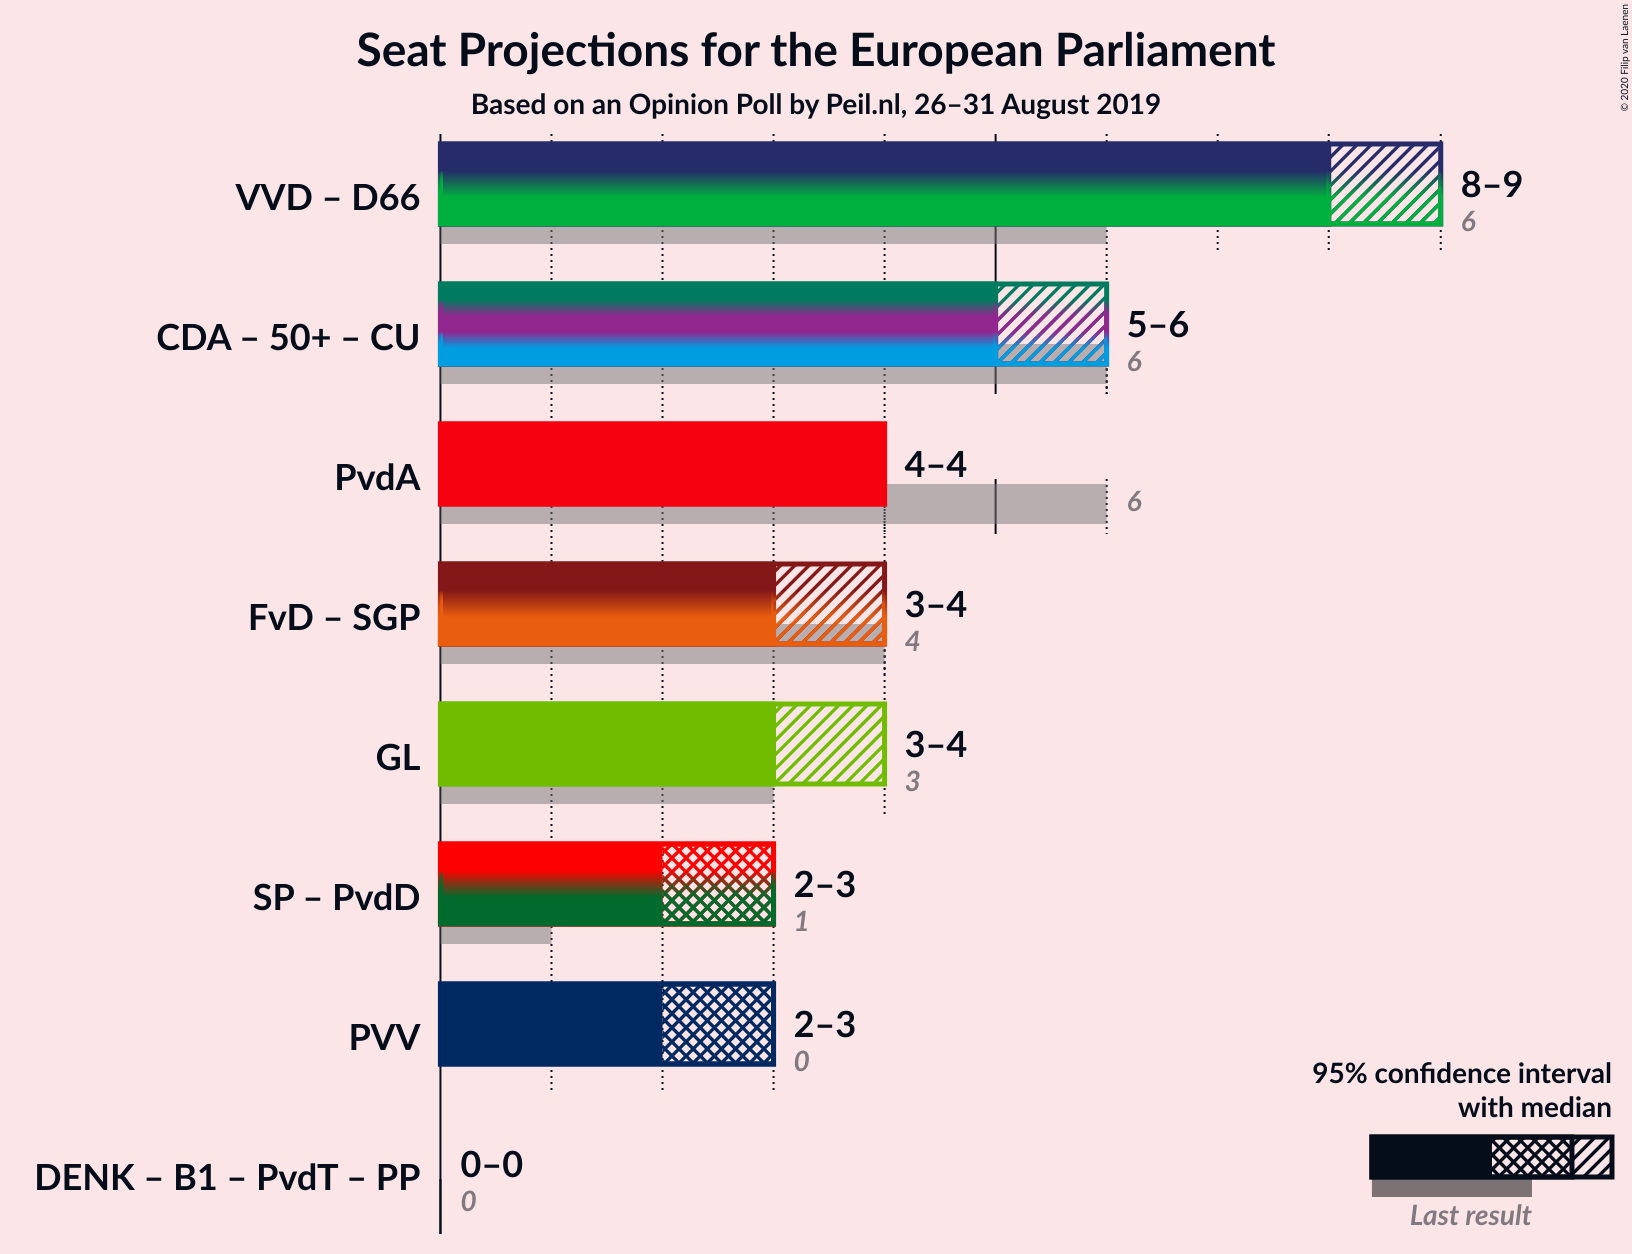 Seat Projections for the European Parliament
Based on an Opinion Poll by Peil.nl, 26–31 August 2019
© 2020 Filip van Laenen
VVD – D66
8–9
6
CDA – 50+ – CU
5–6
6
PvdA
4–4
6
FvD – SGP
3–4
4
GL
3–4
3
SP – PvdD
2–3
1
PVV
2–3
0
DENK – B1 – PvdT – PP
0–0
0
95% confidence interval
with median
Last result